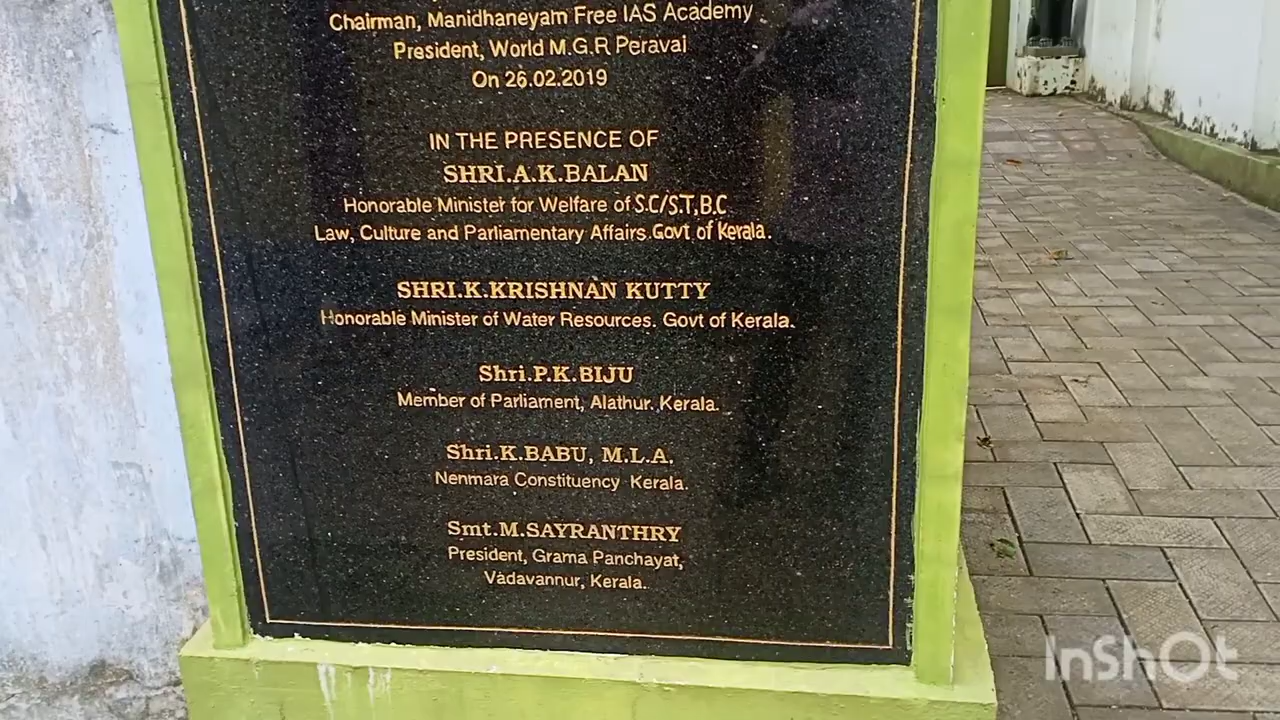 Chairman, Manidhaneyam Free IAS Academy
President, World M.G.R Peravai
On 26.02.2019
IN THE PRESENCE OF
SHRI.A.K.BALAN
Honorable Minister for Welfare of S.C/S.T,B.C
Law, Culture and Parliamentary Affairs.Govt of Kerala.
SHRI.K.KRISHNAN KUTTY
Honorable Minister of Water Resources. Govt of Kerala.
Shri.P.K.BIJU
Member of Parliament, Alathur.Kerala.
Shri.K.BABU, M.L.A,
Nenmara Constituency Kerala.
Smt.M.SAYRANTHRY
President, Grama Panchayat,
Vadavannur, Kerala.
InShOt